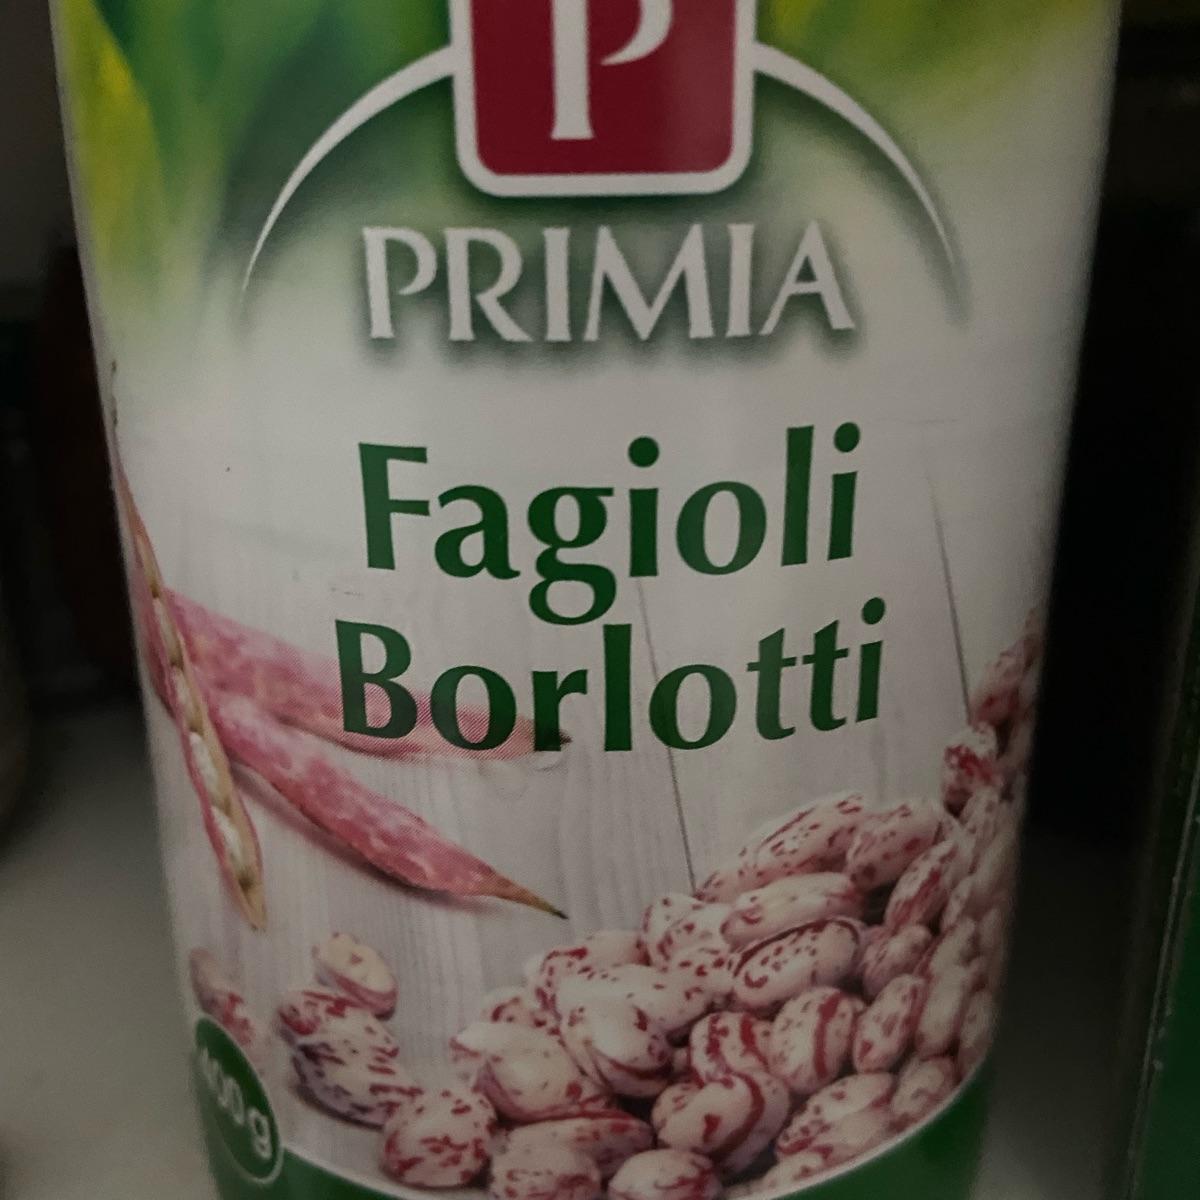 P
PRIMIA
Fagioli
Borlotti
400 g